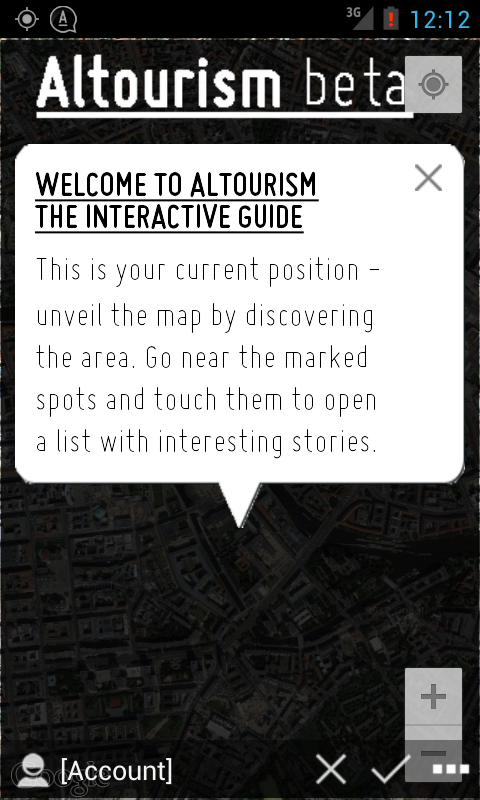 3G 12:12
Altourism beta
WELCOME TO ALTOURISM
THE INTERACTIVE GUIDE
This is your current position -
unveil the map by discovering
the area. Go near the marked
spots and touch them to open
a list with interesting stories.
[Account]
Google